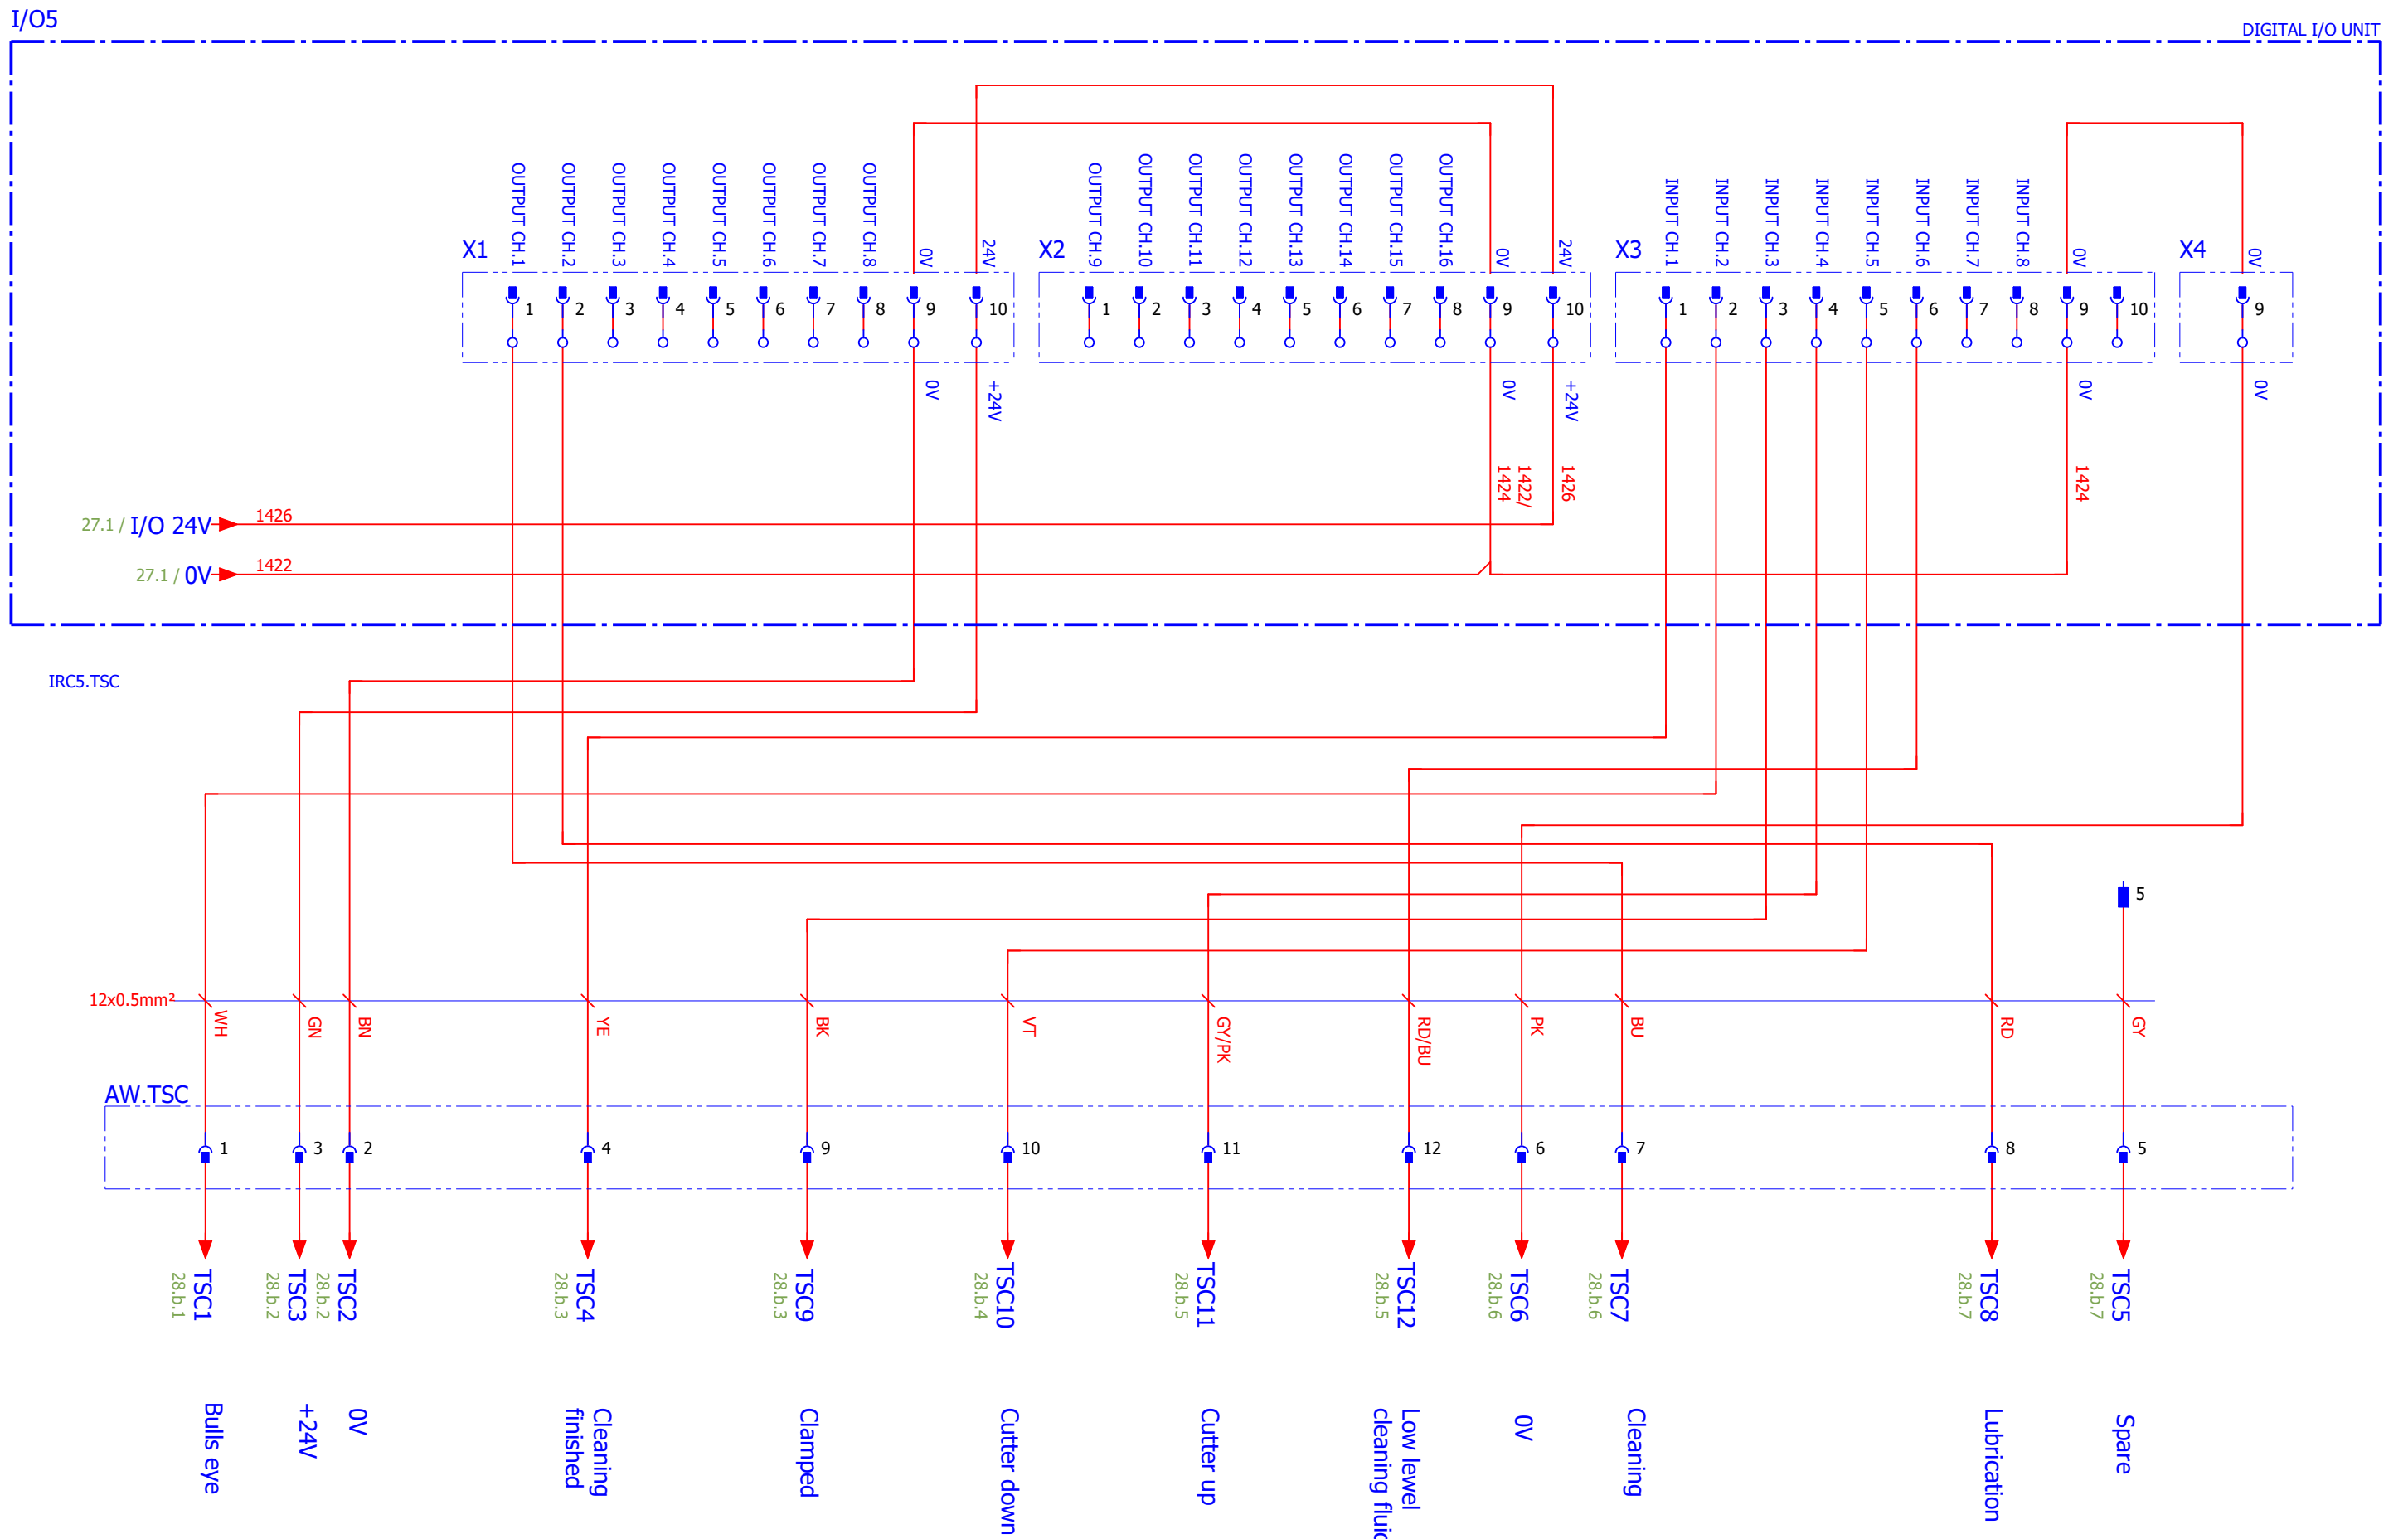 I/O5
DIGITAL I/O UNIT
OUTPUT CH.1
OUTPUT CH.2
OUTPUT CH.3
OUTPUT CH.4
OUTPUT CH.5
OUTPUT CH.6
OUTPUT CH.7
OUTPUT CH.8
0V
24V
OUTPUT CH.9
OUTPUT CH.10
OUTPUT CH.11
OUTPUT CH.12
OUTPUT CH.13
OUTPUT CH.14
OUTPUT CH.15
OUTPUT CH.16
0V
24V
INPUT CH.1
INPUT CH.2
INPUT CH.3
INPUT CH.4
INPUT CH.5
INPUT CH.6
INPUT CH.7
INPUT CH.8
0V
0V
X1
X2
X3
X4
1 2 3 4 5 6 7 8 9 10
1 2 3 4 5 6 7 8 9 10
1 2 3 4 5 6 7 8 9 10
9
0V
+24V
0V
+24V
0V
0V
1422/
1424
1426
1424
27.1 / I/O 24V
1426
27.1 / 0V
1422
IRC5.TSC
5
12x0.5mm²
WH
GN
BN
YE
BK
VT
GY/PK
RD/BU
PK
BU
RD
GY
AW.TSC
1 3 2 4 9 10 11 12 6 7 8 5
TSC1
28.b.1
TSC3
28.b.2
TSC2
28.b.2
TSC4
28.b.3
TSC9
28.b.3
TSC10
28.b.4
TSC11
28.b.5
TSC12
28.b.5
TSC6
28.b.6
TSC7
28.b.6
TSC8
28.b.7
TSC5
28.b.7
Bulls eye
+24V
0V
Cleaning
finished
Clamped
Cutter down
Cutter up
Low level
cleaning fluid
0V
Cleaning
Lubrication
Spare